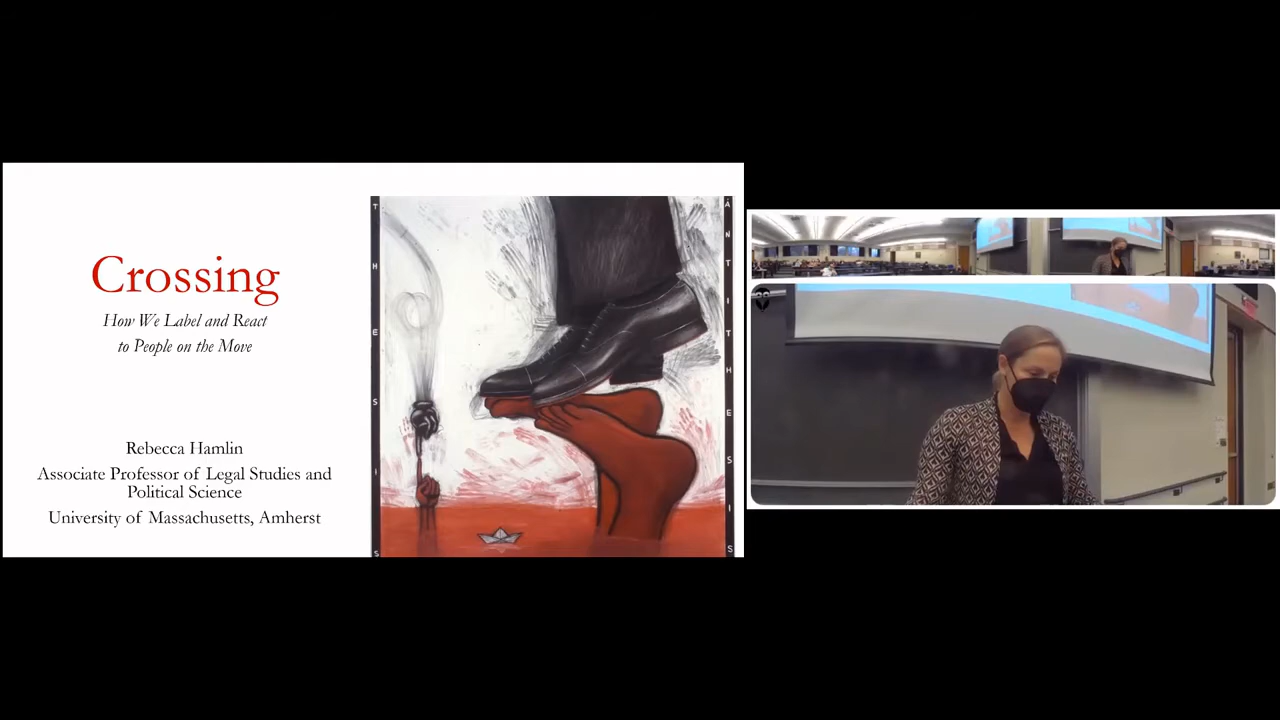 Crossing
How We Label and React
to People on the Move
Rebecca Hamlin
Associate Professor of Legal Studies and
Political Science
University of Massachusetts, Amherst
THESIS
ANTITHESIS